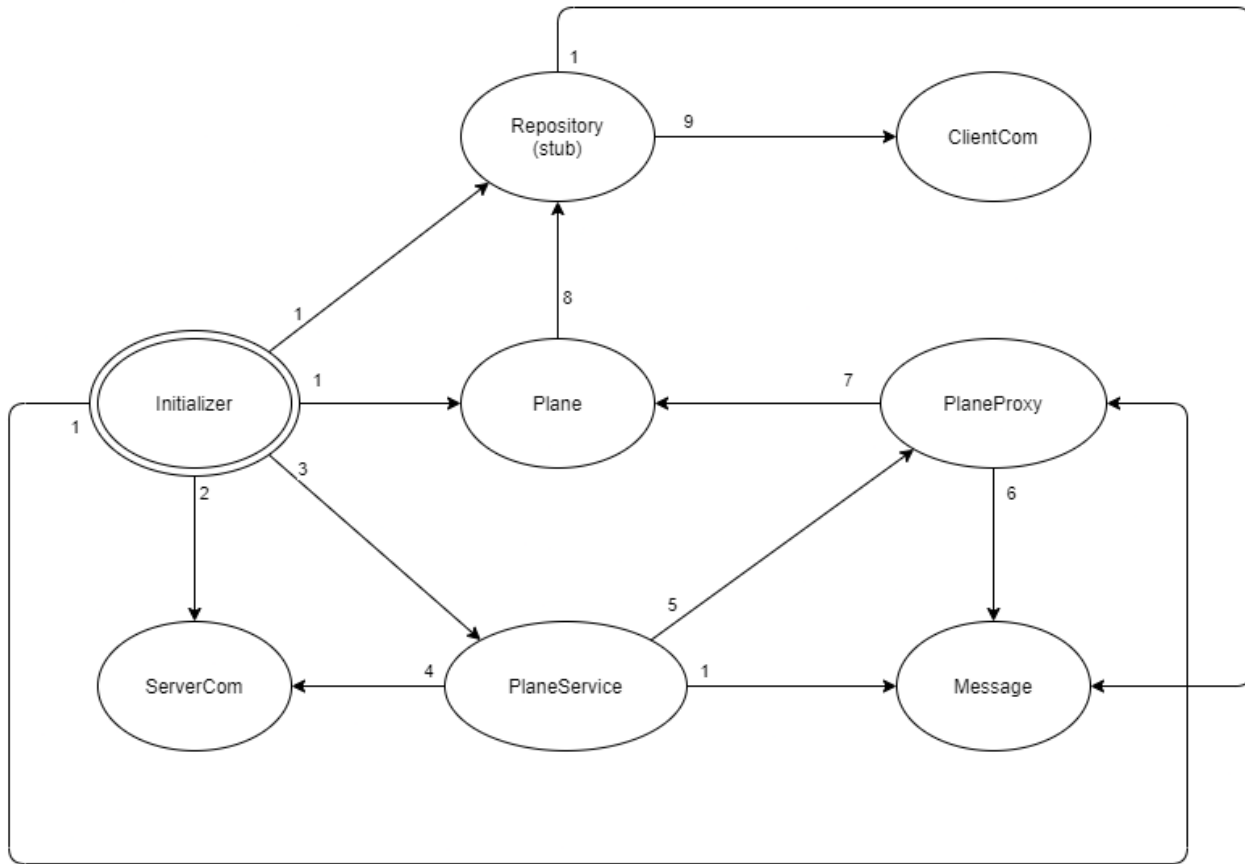 1
Repository
(stub)
9
ClientCom
1
8
Initializer
1
Plane
7
PlaneProxy
1
2
3
6
5
ServerCom
4
PlaneService
1
Message